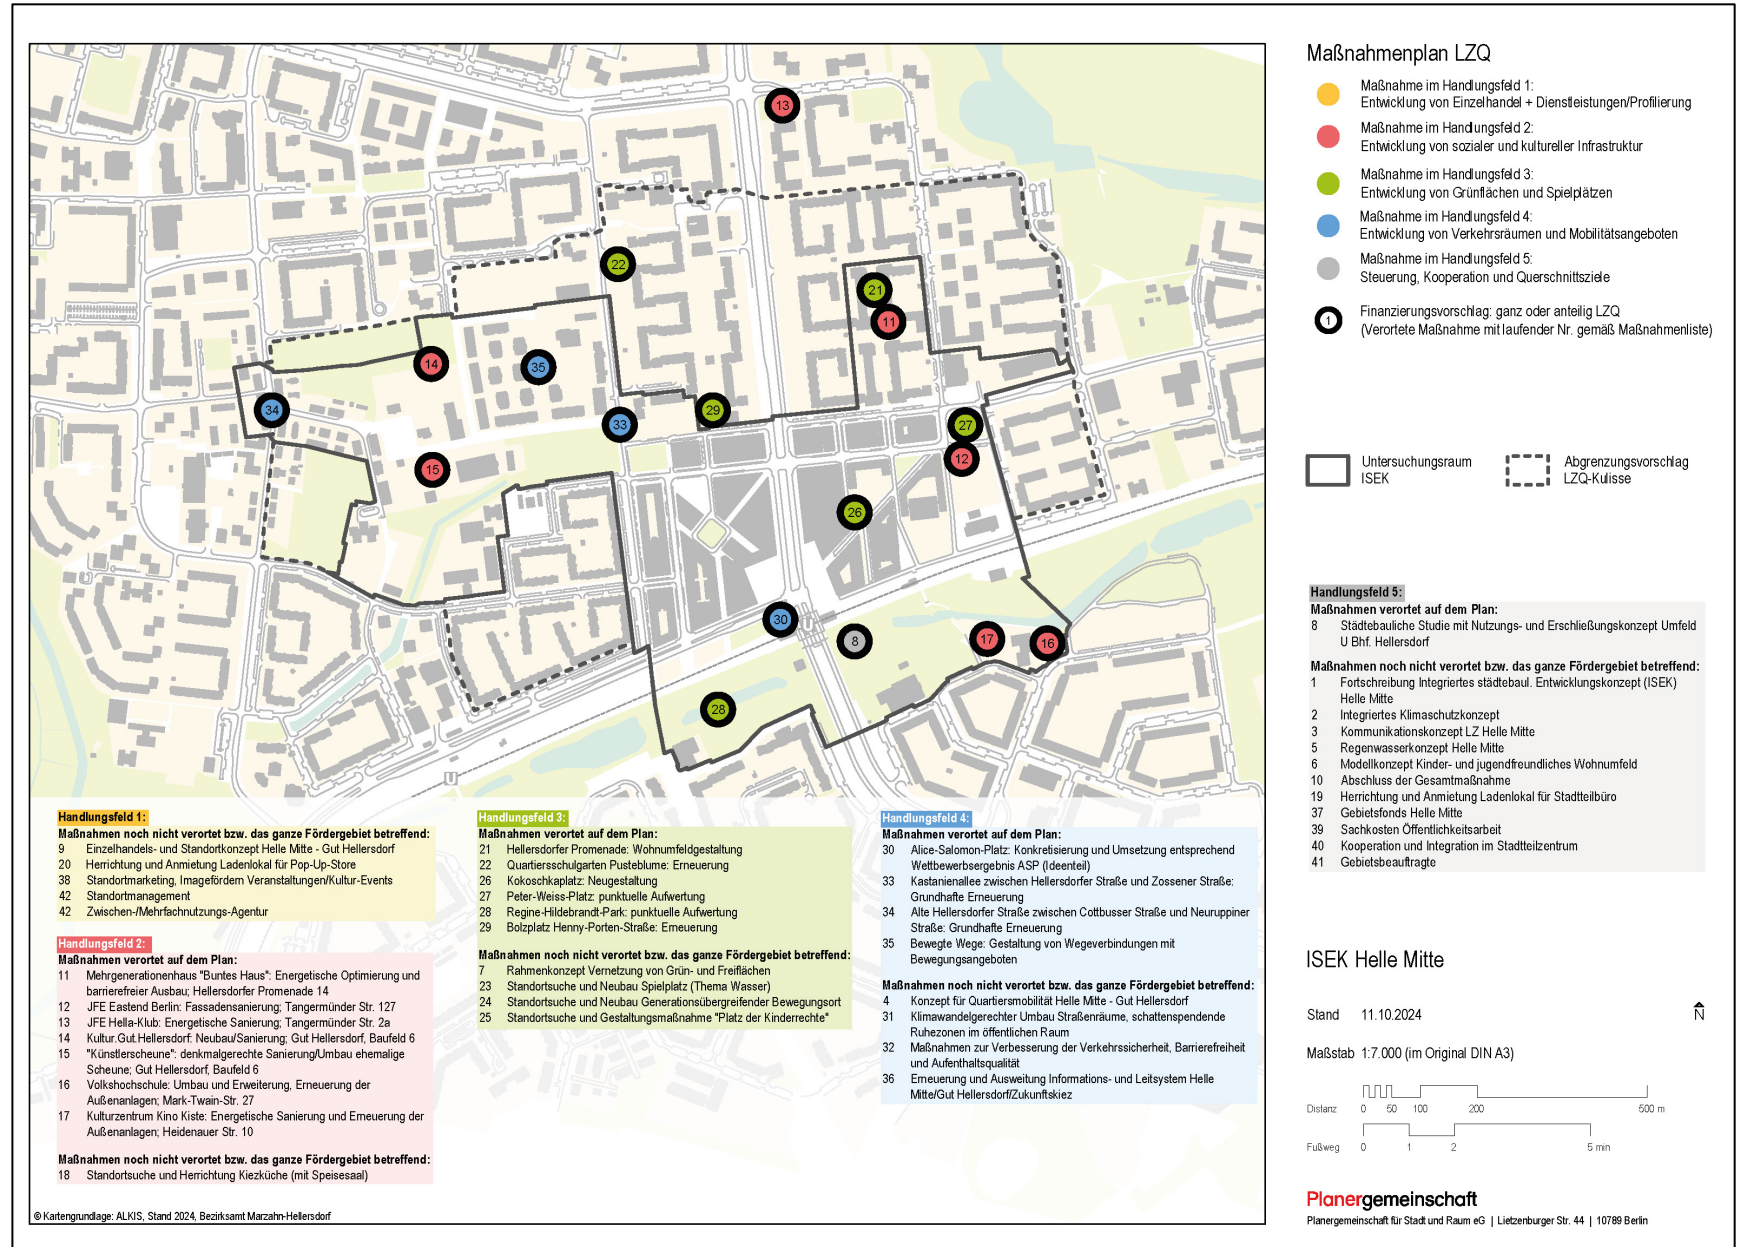 Maßnahmenplan LZQ
Maßnahme im Handlungsfeld 1:
Entwicklung von Einzelhandel + Dienstleistungen/Profilierung
Maßnahme im Handlungsfeld 2:
Entwicklung von sozialer und kultureller Infrastruktur
Maßnahme im Handlungsfeld 3:
Entwicklung von Grünflächen und Spielplätzen
Maßnahme im Handlungsfeld 4:
Entwicklung von Verkehrsräumen und Mobilitätsangeboten
Maßnahme im Handlungsfeld 5:
Steuerung, Kooperation und Querschnittsziele
1
Finanzierungsvorschlag: ganz oder anteilig LZQ
(Verortete Maßnahme mit laufender Nr. gemäß Maßnahmenliste)
Untersuchungsraum
ISEK
Abgrenzungsvorschlag
LZQ-Kulisse
13
22
21
11
14
35
34
33
29
27
12
15
26
30
8
17
16
28
U
U
Handlungsfeld 5:
Maßnahmen verortet auf dem Plan:
8 Städtebauliche Studie mit Nutzungs- und Erschließungskonzept Umfeld
U Bhf. Hellersdorf
Maßnahmen noch nicht verortet bzw. das ganze Fördergebiet betreffend:
1 Fortschreibung Integriertes städtebaul. Entwicklungskonzept (ISEK)
Helle Mitte
2 Integriertes Klimaschutzkonzept
3 Kommunikationskonzept LZ Helle Mitte
5 Regenwasserkonzept Helle Mitte
6 Modellkonzept Kinder- und jugendfreundliches Wohnumfeld
10 Abschluss der Gesamtmaßnahme
19 Herrichtung und Anmietung Ladenlokal für Stadtteilbüro
37 Gebietsfonds Helle Mitte
39 Sachkosten Öffentlichkeitsarbeit
40 Kooperation und Integration im Stadtteilzentrum
41 Gebietsbeauftragte
Handlungsfeld 1:
Maßnahmen noch nicht verortet bzw. das ganze Fördergebiet betreffend:
9 Einzelhandels- und Standortkonzept Helle Mitte - Gut Hellersdorf
20 Herrichtung und Anmietung Ladenlokal für Pop-Up-Store
38 Standortmarketing, Imagefördern Veranstaltungen/Kultur-Events
42 Standortmanagement
42 Zwischen-/Mehrfachnutzungs-Agentur
Handlungsfeld 2:
Maßnahmen verortet auf dem Plan:
11 Mehrgenerationenhaus "Buntes Haus": Energetische Optimierung und
barrierefreier Ausbau; Hellersdorfer Promenade 14
12 JFE Eastend Berlin: Fassadensanierung; Tangermünder Str. 127
13 JFE Hella-Klub: Energetische Sanierung; Tangermünder Str. 2a
14 Kultur.Gut.Hellersdorf: Neubau/Sanierung; Gut Hellersdorf, Baufeld 6
15 "Künstlerscheune": denkmalgerechte Sanierung/Umbau ehemalige
Scheune; Gut Hellersdorf, Baufeld 6
16 Volkshochschule: Umbau und Erweiterung, Erneuerung der
Außenanlagen; Mark-Twain-Str. 27
17 Kulturzentrum Kino Kiste: Energetische Sanierung und Erneuerung der
Außenanlagen; Heidenauer Str. 10
Maßnahmen noch nicht verortet bzw. das ganze Fördergebiet betreffend:
18 Standortsuche und Herrichtung Kiezküche (mit Speisesaal)
Handlungsfeld 3:
Maßnahmen verortet auf dem Plan:
21 Hellersdorfer Promenade: Wohnumfeldgestaltung
22 Quartiersschulgarten Pusteblume: Erneuerung
26 Kokoschkaplatz: Neugestaltung
27 Peter-Weiss-Platz: punktuelle Aufwertung
28 Regine-Hildebrandt-Park: punktuelle Aufwertung
29 Bolzplatz Henny-Porten-Straße: Erneuerung
Maßnahmen noch nicht verortet bzw. das ganze Fördergebiet betreffend:
7 Rahmenkonzept Vernetzung von Grün- und Freiflächen
23 Standortsuche und Neubau Spielplatz (Thema Wasser)
24 Standortsuche und Neubau Generationsübergreifender Bewegungsort
25 Standortsuche und Gestaltungsmaßnahme "Platz der Kinderrechte"
Handlungsfeld 4:
Maßnahmen verortet auf dem Plan:
30 Alice-Salomon-Platz: Konkretisierung und Umsetzung entsprechend
Wettbewerbsergebnis ASP (Ideenteil)
33 Kastanienallee zwischen Hellersdorfer Straße und Zossener Straße:
Grundhafte Erneuerung
34 Alte Hellersdorfer Straße zwischen Cottbusser Straße und Neuruppiner
Straße: Grundhafte Erneuerung
35 Bewegte Wege: Gestaltung von Wegeverbindungen mit
Bewegungsangeboten
Maßnahmen noch nicht verortet bzw. das ganze Fördergebiet betreffend:
4 Konzept für Quartiersmobilität Helle Mitte - Gut Hellersdorf
31 Klimawandelgerechter Umbau Straßenräume, schattenspendende
Ruhezonen im öffentlichen Raum
32 Maßnahmen zur Verbesserung der Verkehrssicherheit, Barrierefreiheit
und Aufenthaltsqualität
36 Erneuerung und Ausweitung Informations- und Leitsystem Helle
Mitte/Gut Hellersdorf/Zukunftskiez
ISEK Helle Mitte
Stand 11.10.2024
N
Maßstab 1:7.000 (im Original DIN A3)
Distanz 0 50 100 200 500 m
Fußweg 0 1 2 5 min
Planergemeinschaft
Planergemeinschaft für Stadt und Raum eG | Lietzenburger Str. 44 | 10789 Berlin
© Kartengrundlage: ALKIS, Stand 2024, Bezirksamt Marzahn-Hellersdorf